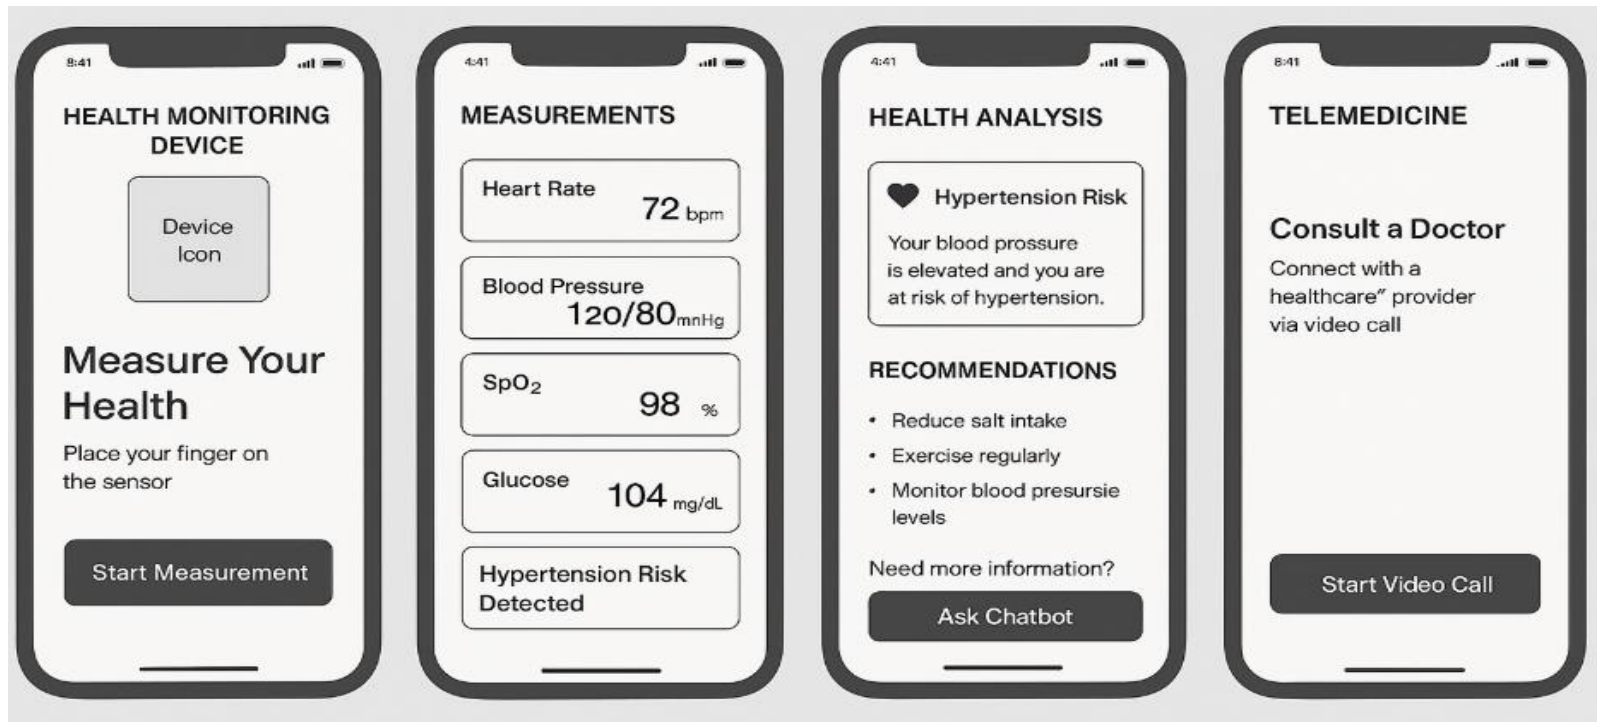 8:41
HEALTH MONITORING
DEVICE
Device
Icon
Measure Your
Health
Place your finger on
the sensor
Start Measurement
4:41
MEASUREMENTS
Heart Rate
72 bpm
Blood Pressure
120/80 mnHg
SpO₂
98 %
Glucose
104 mg/dL
Hypertension Risk
Detected
4:41
HEALTH ANALYSIS
Hypertension Risk
Your blood prossure
is elevated and you are
at risk of hypertension.
RECOMMENDATIONS
• Reduce salt intake
• Exercise regularly
• Monitor blood presursie
levels
Need more information?
Ask Chatbot
8:41
TELEMEDICINE
Consult a Doctor
Connect with a
healthcare″ provider
via video call
Start Video Call